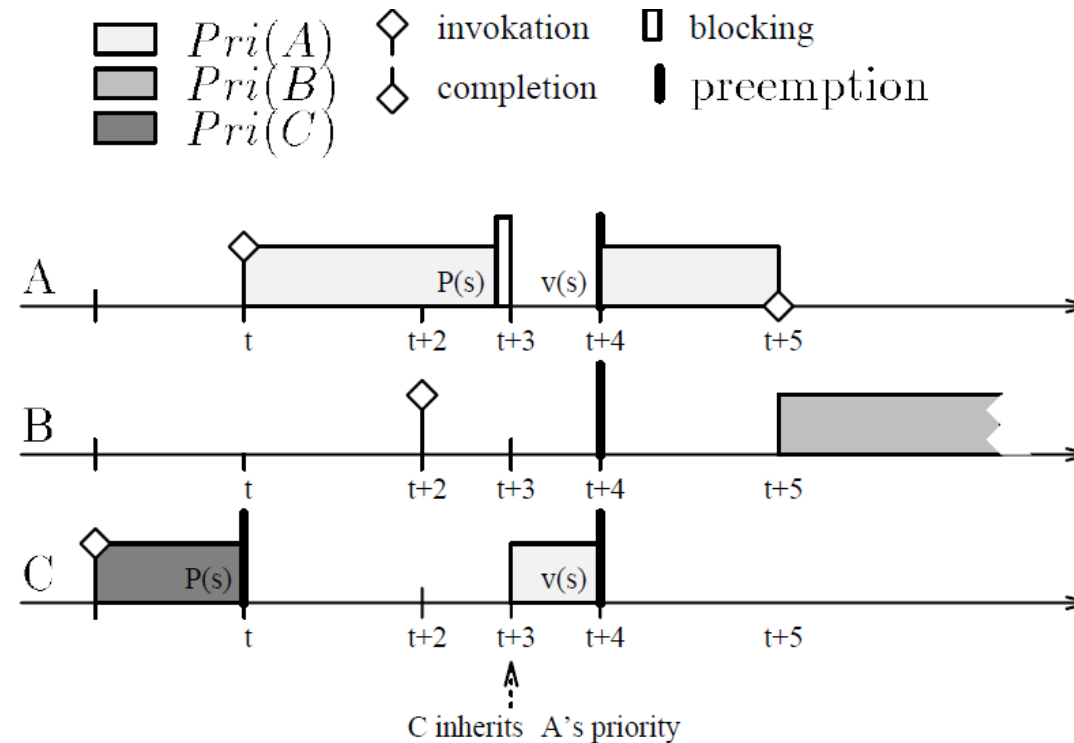 Pri(A) invokation blocking
Pri(B) completion preemption
Pri(C)
A P(s) v(s)
t t+2 t+3 t+4 t+5
B
t t+2 t+3 t+4 t+5
C P(s) v(s)
t t+2 t+3 t+4 t+5
C inherits A's priority